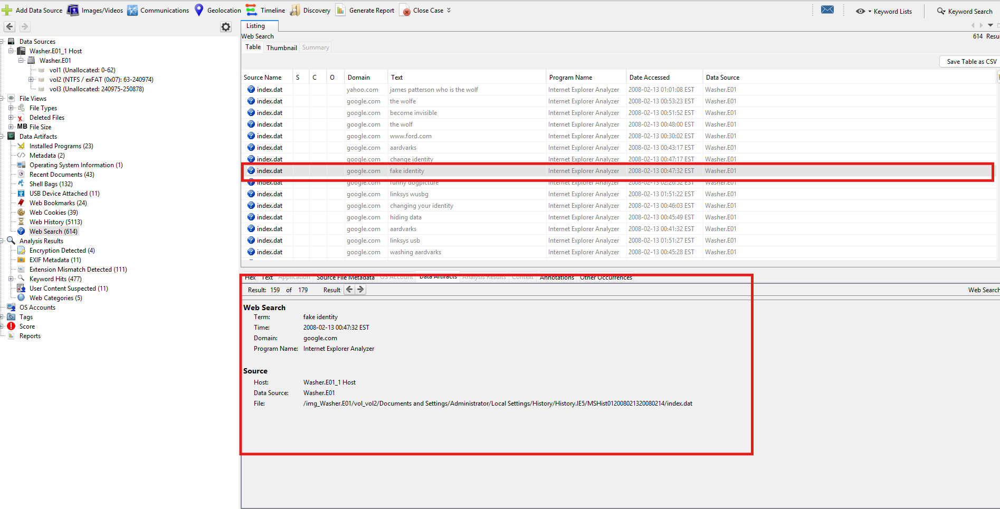 Add Data Source Images/Videos Communications Geolocation Timeline Discovery Generate Report Close Case Keyword Lists Keyword Search
Listing
Web Search 614 Resu
Table Thumbnail Summary
Save Table as CSV
Data Sources
Washer.E01_1 Host
Washer.E01
vol1 (Unallocated: 0-62)
vol2 (NTFS / exFAT (0x07): 63-240974)
vol3 (Unallocated: 240975-250878)
File Views
File Types
Deleted Files
MB File Size
Data Artifacts
Installed Programs (23)
Metadata (2)
Operating System Information (1)
Recent Documents (43)
Shell Bags (132)
USB Device Attached (11)
Web Bookmarks (24)
Web Cookies (39)
Web History (5113)
Web Search (614)
Analysis Results
Encryption Detected (4)
EXIF Metadata (11)
Extension Mismatch Detected (111)
Keyword Hits (477)
User Content Suspected (11)
Web Categories (5)
OS Accounts
Tags
Score
Reports
Source Name S C O Domain Text Program Name Date Accessed Data Source
index.dat yahoo.com james patterson who is the wolf Internet Explorer Analyzer 2008-02-13 01:01:08 EST Washer.E01
index.dat google.com the wolfe Internet Explorer Analyzer 2008-02-13 00:53:23 EST Washer.E01
index.dat google.com become invisible Internet Explorer Analyzer 2008-02-13 00:51:52 EST Washer.E01
index.dat google.com the wolf Internet Explorer Analyzer 2008-02-13 00:48:00 EST Washer.E01
index.dat google.com www.ford.com Internet Explorer Analyzer 2008-02-13 00:30:02 EST Washer.E01
index.dat google.com aardvarks Internet Explorer Analyzer 2008-02-13 00:43:17 EST Washer.E01
index.dat google.com change identity Internet Explorer Analyzer 2008-02-13 00:47:17 EST Washer.E01
index.dat google.com fake identity Internet Explorer Analyzer 2008-02-13 00:47:32 EST Washer.E01
index.dat google.com funny dogpicture Internet Explorer Analyzer 2008-02-13 02:26:52 EST Washer.E01
index.dat google.com linksys wusbg Internet Explorer Analyzer 2008-02-13 01:51:22 EST Washer.E01
index.dat google.com changing your identity Internet Explorer Analyzer 2008-02-13 00:46:03 EST Washer.E01
index.dat google.com hiding data Internet Explorer Analyzer 2008-02-13 00:45:49 EST Washer.E01
index.dat google.com aardvarks Internet Explorer Analyzer 2008-02-13 00:41:32 EST Washer.E01
index.dat google.com linksys usb Internet Explorer Analyzer 2008-02-13 01:51:27 EST Washer.E01
index.dat google.com washing aardvarks Internet Explorer Analyzer 2008-02-13 00:45:28 EST Washer.E01
Hex Text Application Source File Metadata OS Account Data Artifacts Analysis Results Context Annotations Other Occurrences
Result: 159 of 179 Result Web Search
Web Search
Term: fake identity
Time: 2008-02-13 00:47:32 EST
Domain: google.com
Program Name: Internet Explorer Analyzer
Source
Host: Washer.E01_1 Host
Data Source: Washer.E01
File: /img_Washer.E01/vol_vol2/Documents and Settings/Administrator/Local Settings/History/History.IE5/MSHist012008021320080214/index.dat